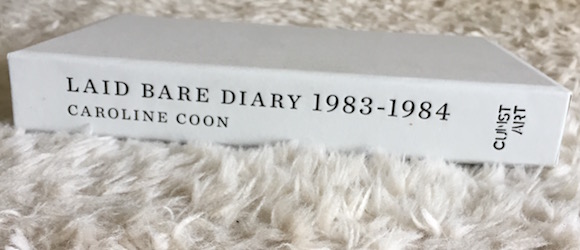 LAID BARE DIARY 1983-1984
CAROLINE COON
CUNST
ART